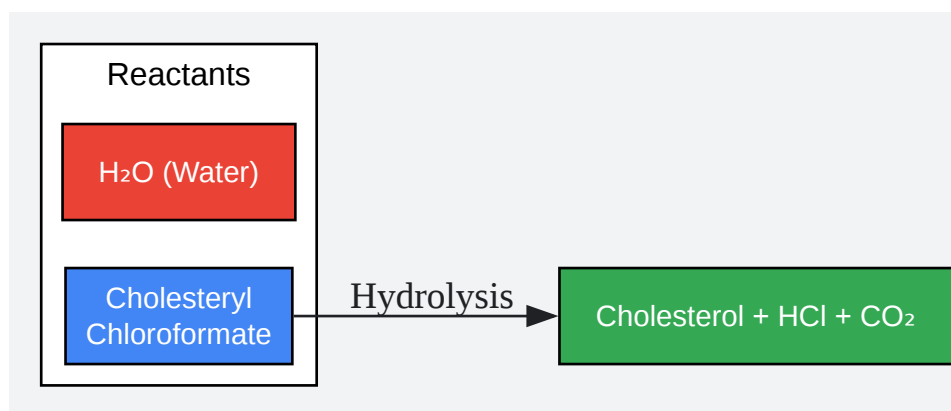 Reactants
H₂O (Water)
Cholesteryl
Chloroformate
Hydrolysis
Cholesterol + HCl + CO₂